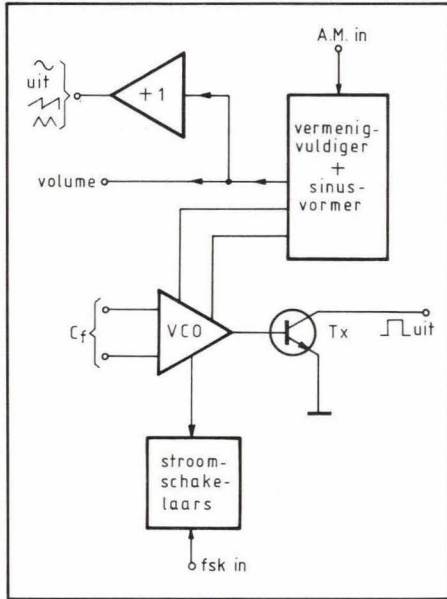 A.M. in
uit
+1
vermenig-
vuldiger
+
sinus-
vormer
volume
Cf
VCO
Tx
uit
stroom-
schake-
laars
fsk in